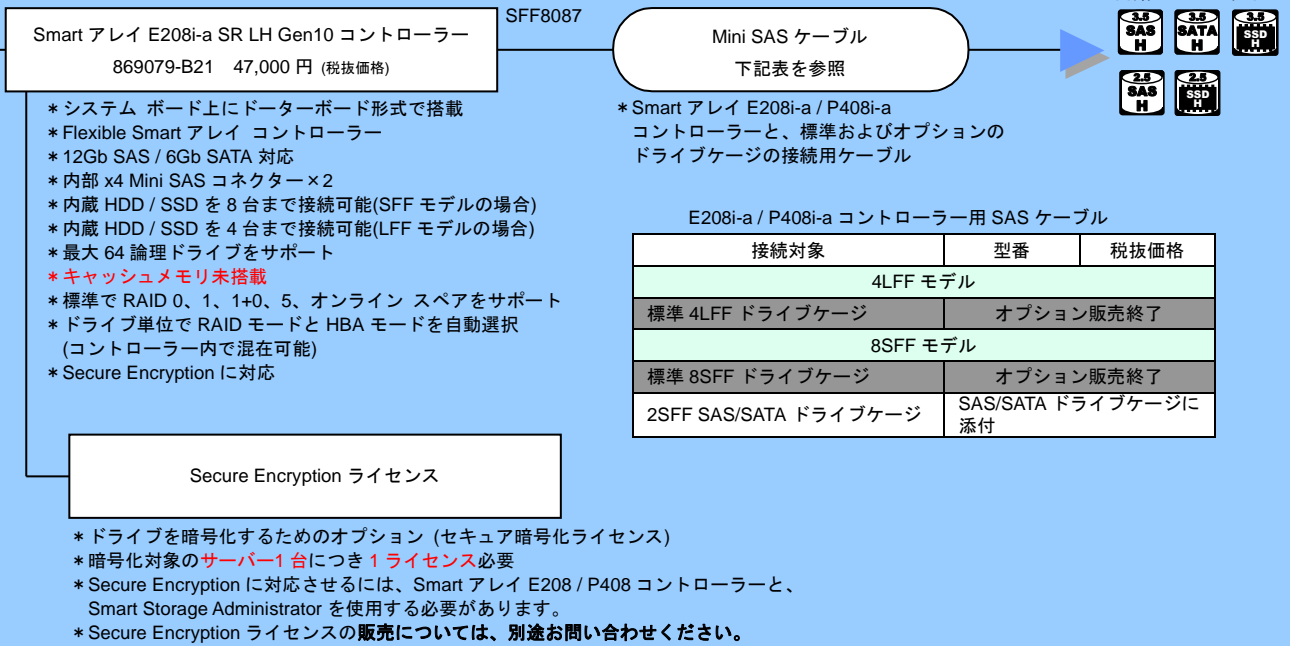 Smart アレイ E208i-a SR LH Gen10 コントローラー
869079-B21 47,000 円 (税抜価格)
SFF8087
Mini SAS ケーブル
下記表を参照
3.5 SAS H
3.5 SATA H
3.5 SSD H
2.5 SAS H
2.5 SSD H
＊システム ボード上にドーターボード形式で搭載
＊Flexible Smart アレイ コントローラー
＊12Gb SAS / 6Gb SATA 対応
＊内部 x4 Mini SAS コネクター×2
＊内蔵 HDD / SSD を 8 台まで接続可能(SFF モデルの場合)
＊内蔵 HDD / SSD を 4 台まで接続可能(LFF モデルの場合)
＊最大 64 論理ドライブをサポート
＊キャッシュメモリ未搭載
＊標準で RAID 0、1、1+0、5、オンライン スペアをサポート
＊ドライブ単位で RAID モードと HBA モードを自動選択
(コントローラー内で混在可能)
＊Secure Encryption に対応
＊Smart アレイ E208i-a / P408i-a
コントローラーと、標準およびオプションの
ドライブケージの接続用ケーブル
E208i-a / P408i-a コントローラー用 SAS ケーブル
接続対象 型番 税抜価格
4LFF モデル
標準 4LFF ドライブケージ オプション販売終了
8SFF モデル
標準 8SFF ドライブケージ オプション販売終了
2SFF SAS/SATA ドライブケージ SAS/SATA ドライブケージに
添付
Secure Encryption ライセンス
＊ドライブを暗号化するためのオプション (セキュア暗号化ライセンス)
＊暗号化対象のサーバー1 台につき 1 ライセンス必要
＊Secure Encryption に対応させるには、Smart アレイ E208 / P408 コントローラーと、
Smart Storage Administrator を使用する必要があります。
＊Secure Encryption ライセンスの販売については、別途お問い合わせください。